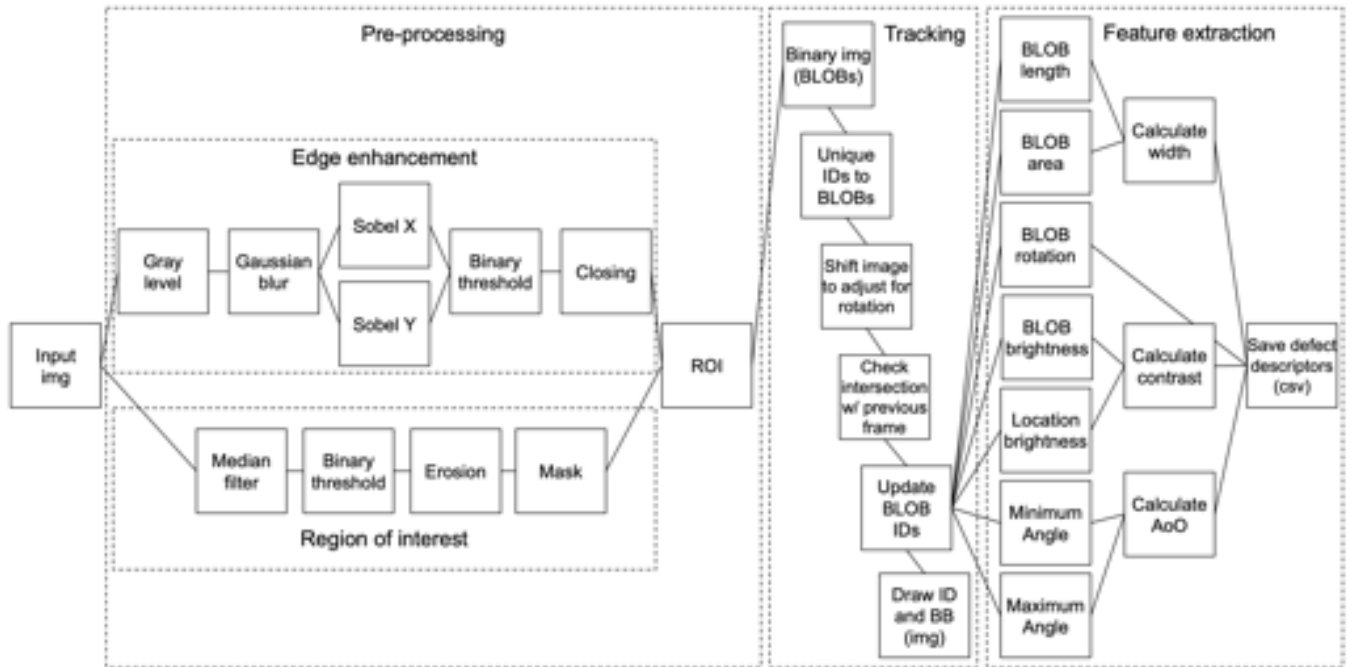 Pre-processing
Edge enhancement
Gray
level
Gaussian
blur
Sobel X
Sobel Y
Binary
threshold
Closing
Input
img
ROI
Median
filter
Binary
threshold
Erosion
Mask
Region of interest
Tracking
Binary img
(BLOBs)
Unique
IDs to
BLOBs
Shift image
to adjust for
rotation
Check
intersection
w/ previous
frame
Update
BLOB
IDs
Draw ID
and BB
(img)
Feature extraction
BLOB
length
BLOB
area
BLOB
rotation
BLOB
brightness
Location
brightness
Minimum
Angle
Maximum
Angle
Calculate
width
Calculate
contrast
Calculate
AoO
Save defect
descriptors
(csv)